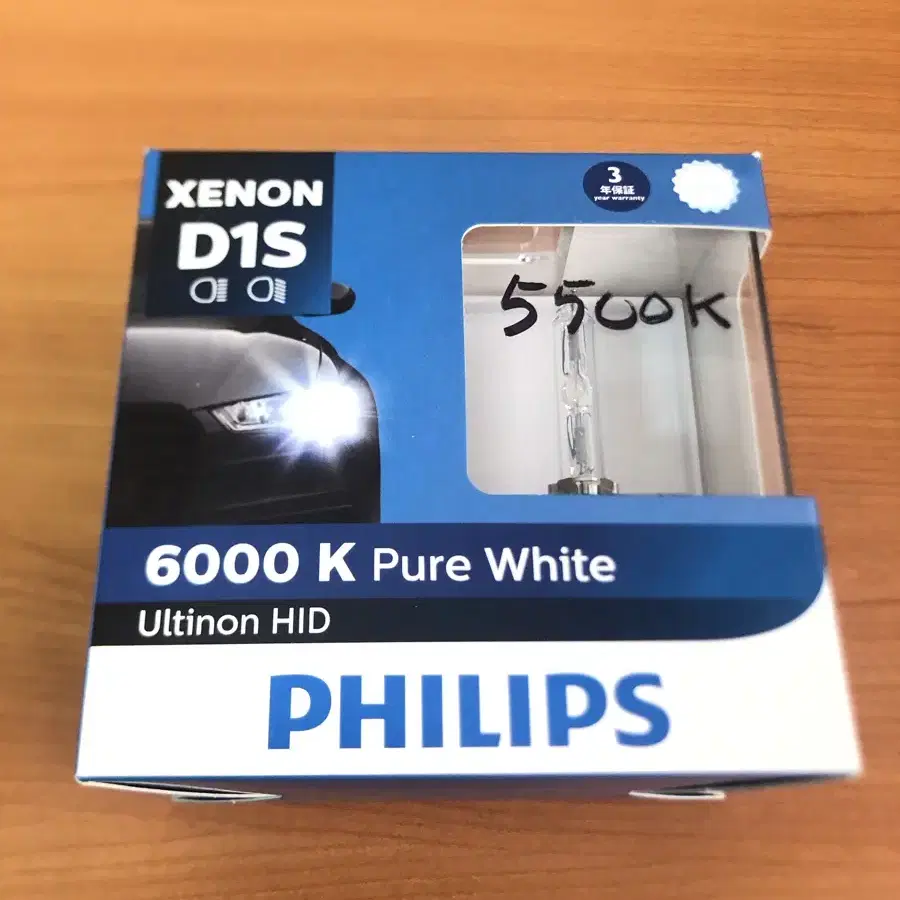 XENON
D1S
3
年保証
year warranty
5500K
6000 K Pure White
Ultinon HID
PHILIPS